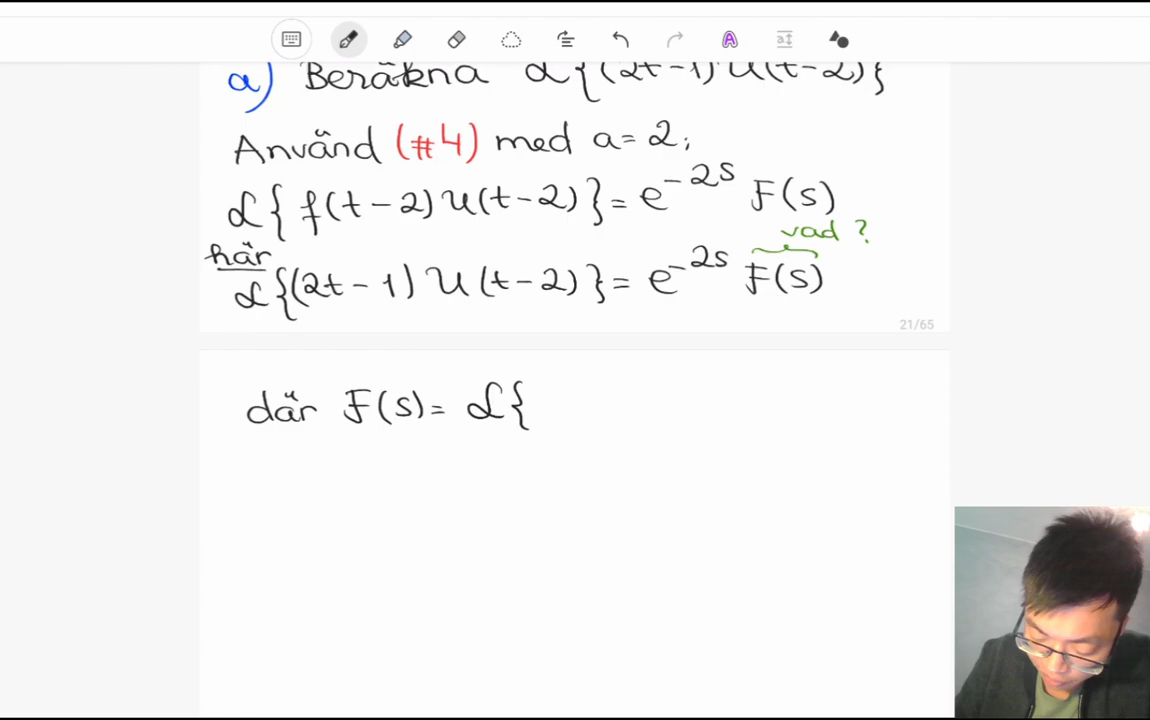 a) Beräkna ℒ{(2t-1)U(t-2)}
Använd (#4) med a=2:
ℒ{f(t-2)U(t-2)}=e^-2s F(s)
vad ?
här
ℒ{(2t-1)U(t-2)}=e^-2s F(s)
21/65
där F(s)= ℒ{